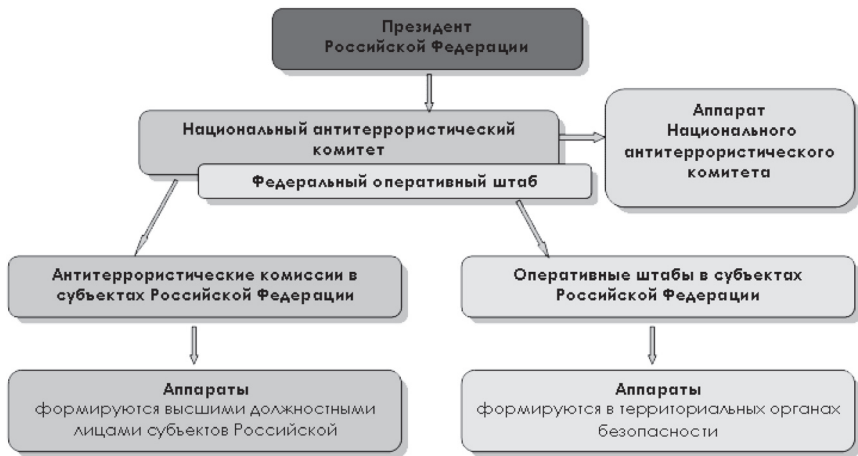 Президент
Российской Федерации
Национальный антитеррористический
комитет
Федеральный оперативный штаб
Аппарат
Национального
антитеррористического
комитета
Антитеррористические комиссии в
субъектах Российской Федерации
Оперативные штабы в субъектах
Российской Федерации
Аппараты
формируются высшими должностными
лицами субъектов Российской
Аппараты
формируются в территориальных органах
безопасности